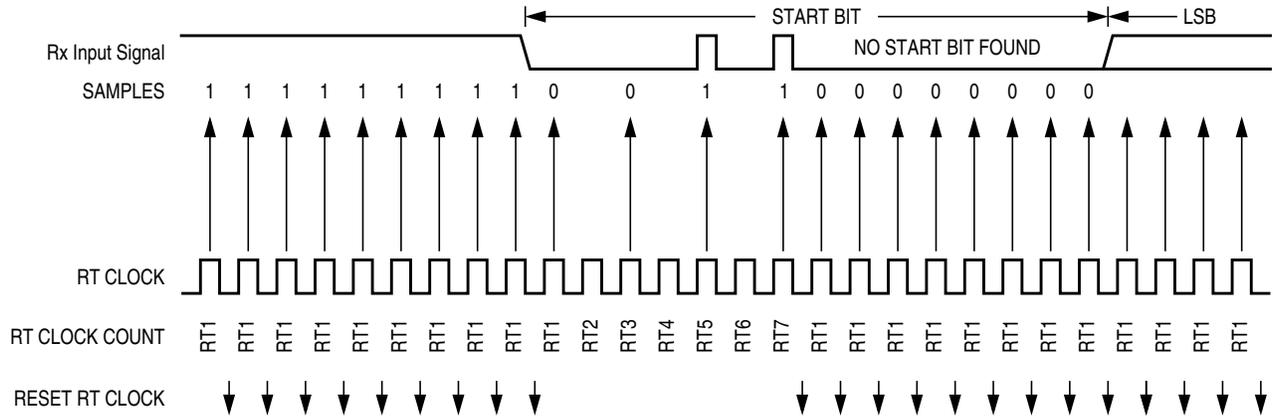 START BIT LSB
Rx Input Signal NO START BIT FOUND
SAMPLES 1 1 1 1 1 1 1 1 1 0 0 1 1 0 0 0 0 0 0 0 0
RT CLOCK
RT CLOCK COUNT RT1 RT1 RT1 RT1 RT1 RT1 RT1 RT1 RT1 RT1 RT2 RT3 RT4 RT5 RT6 RT7 RT1 RT1 RT1 RT1 RT1 RT1 RT1 RT1 RT1 RT1 RT1 RT1
RESET RT CLOCK